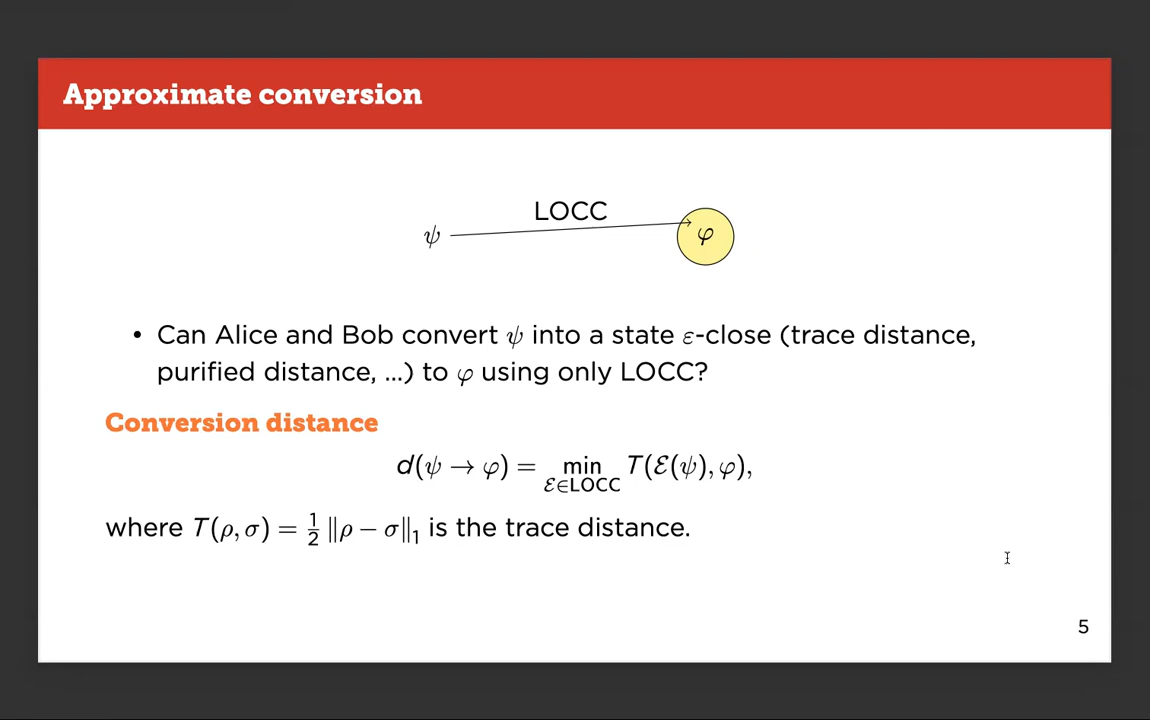 Approximate conversion
LOCC
ψ
φ
• Can Alice and Bob convert ψ into a state ε-close (trace distance,
purified distance, ...) to φ using only LOCC?
Conversion distance
d(ψ → φ) = min T(ℰ(ψ), φ),
ℰ∈LOCC
where T(ρ, σ) = 1/2 ‖ρ − σ‖₁ is the trace distance.
5